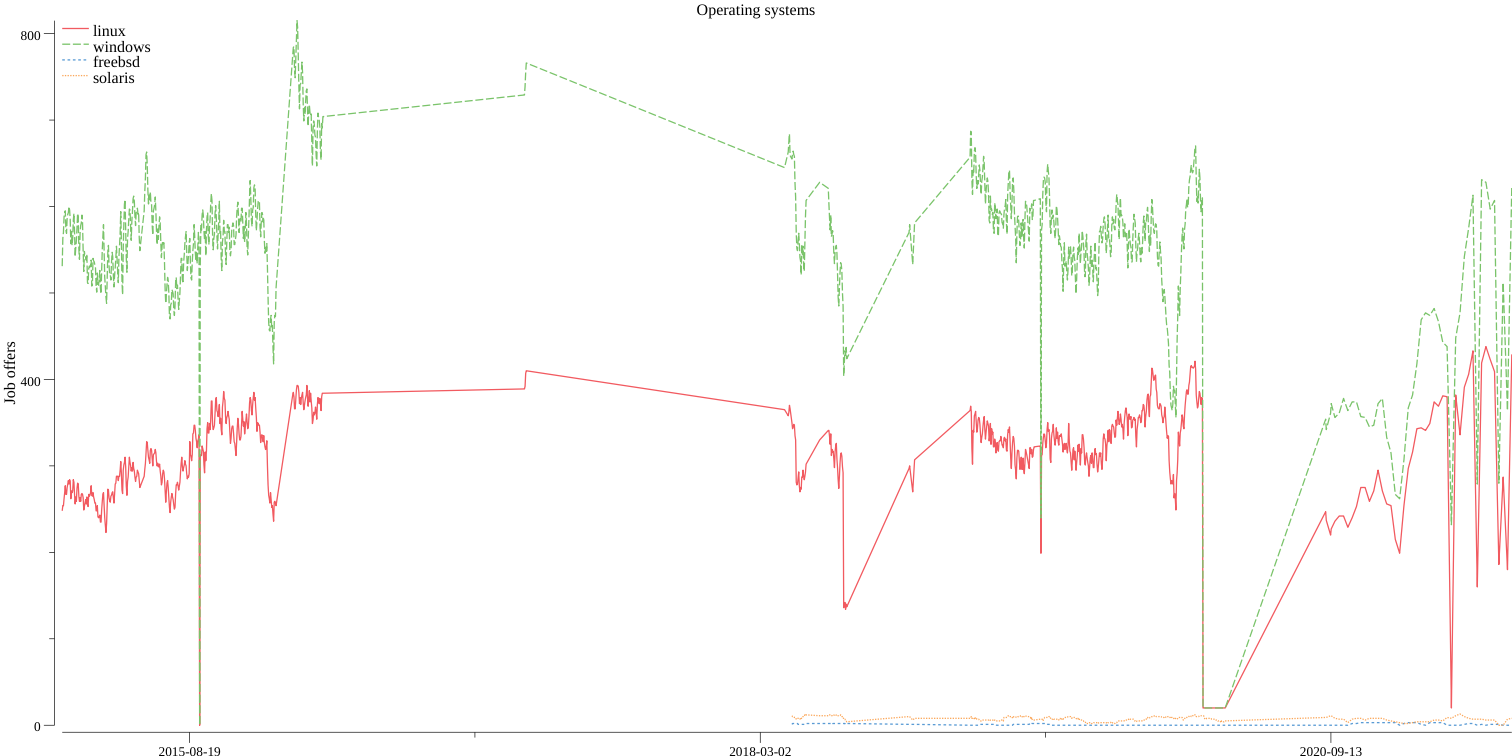 Operating systems
800
linux
windows
freebsd
solaris
Job offers
400
0
2015-08-19
2018-03-02
2020-09-13